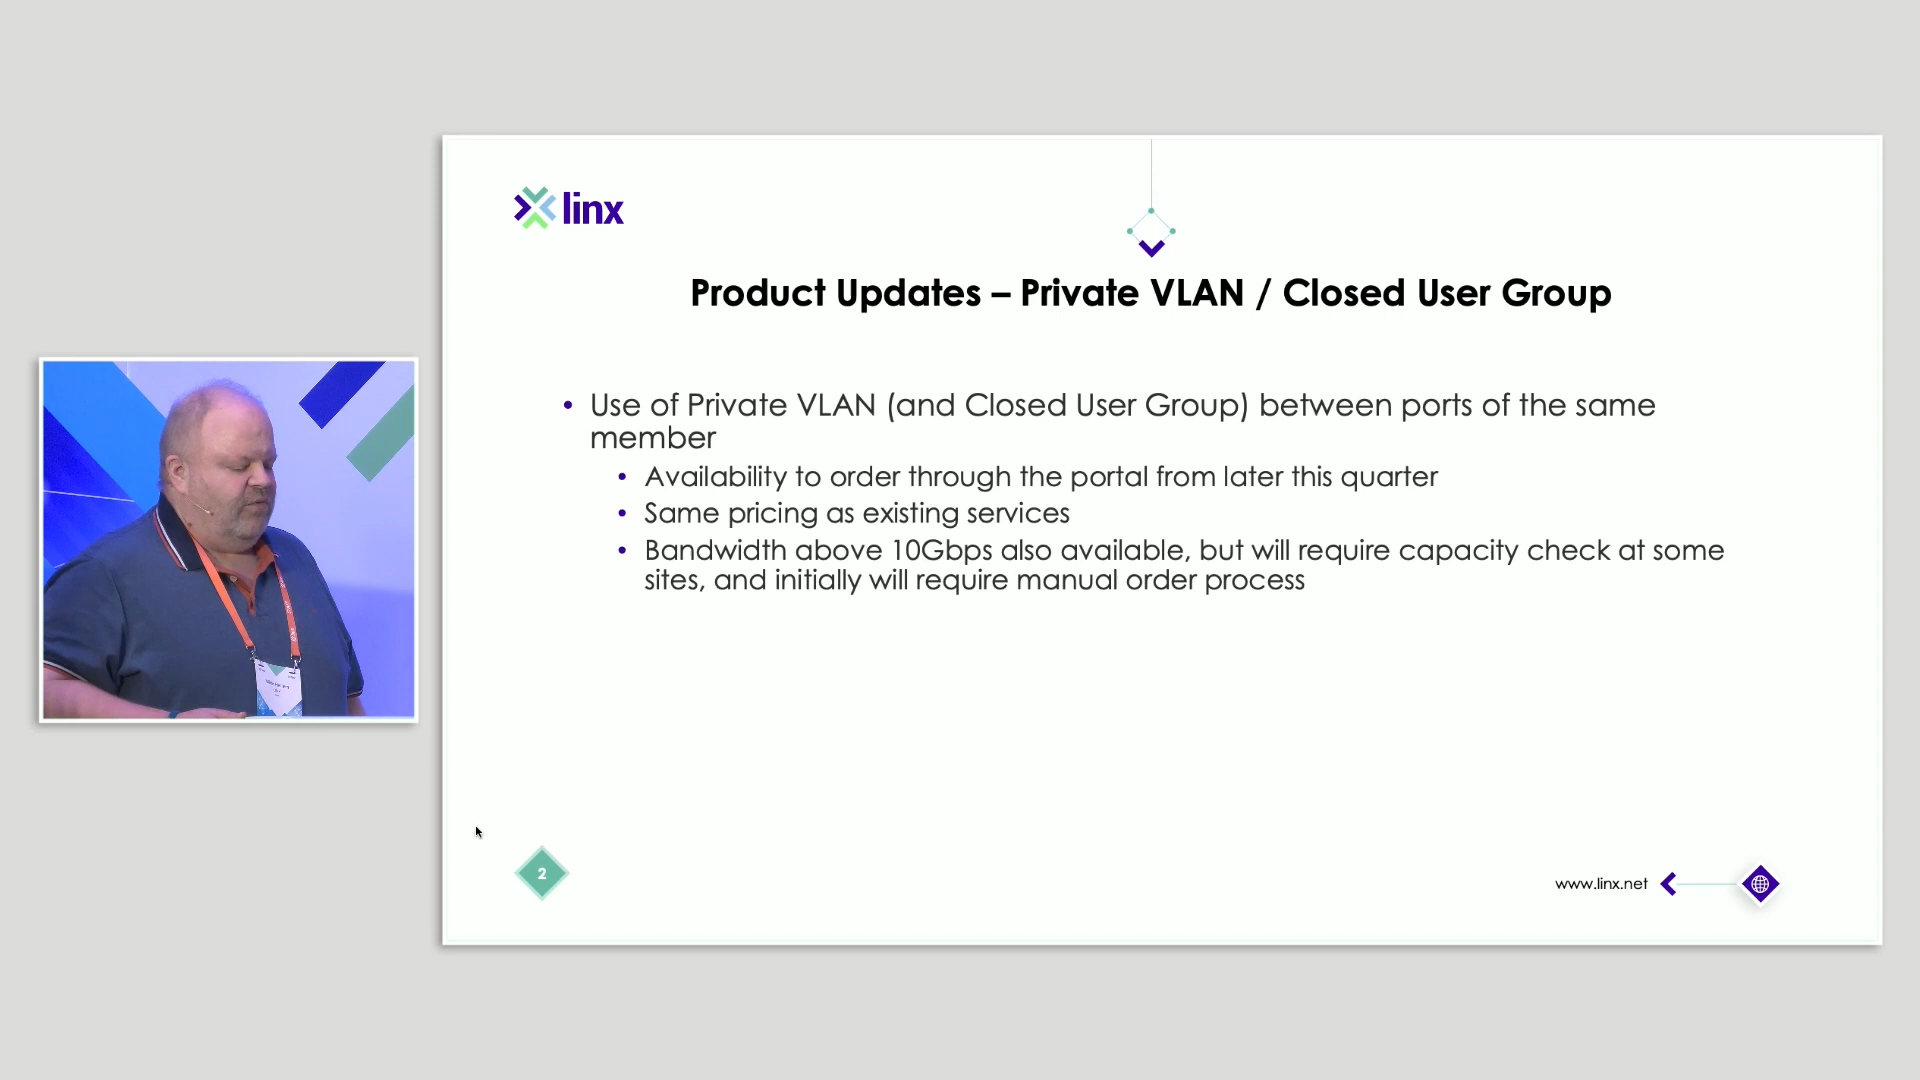 linx
Product Updates – Private VLAN / Closed User Group
• Use of Private VLAN (and Closed User Group) between ports of the same
member
• Availability to order through the portal from later this quarter
• Same pricing as existing services
• Bandwidth above 10Gbps also available, but will require capacity check at some
sites, and initially will require manual order process
2
www.linx.net